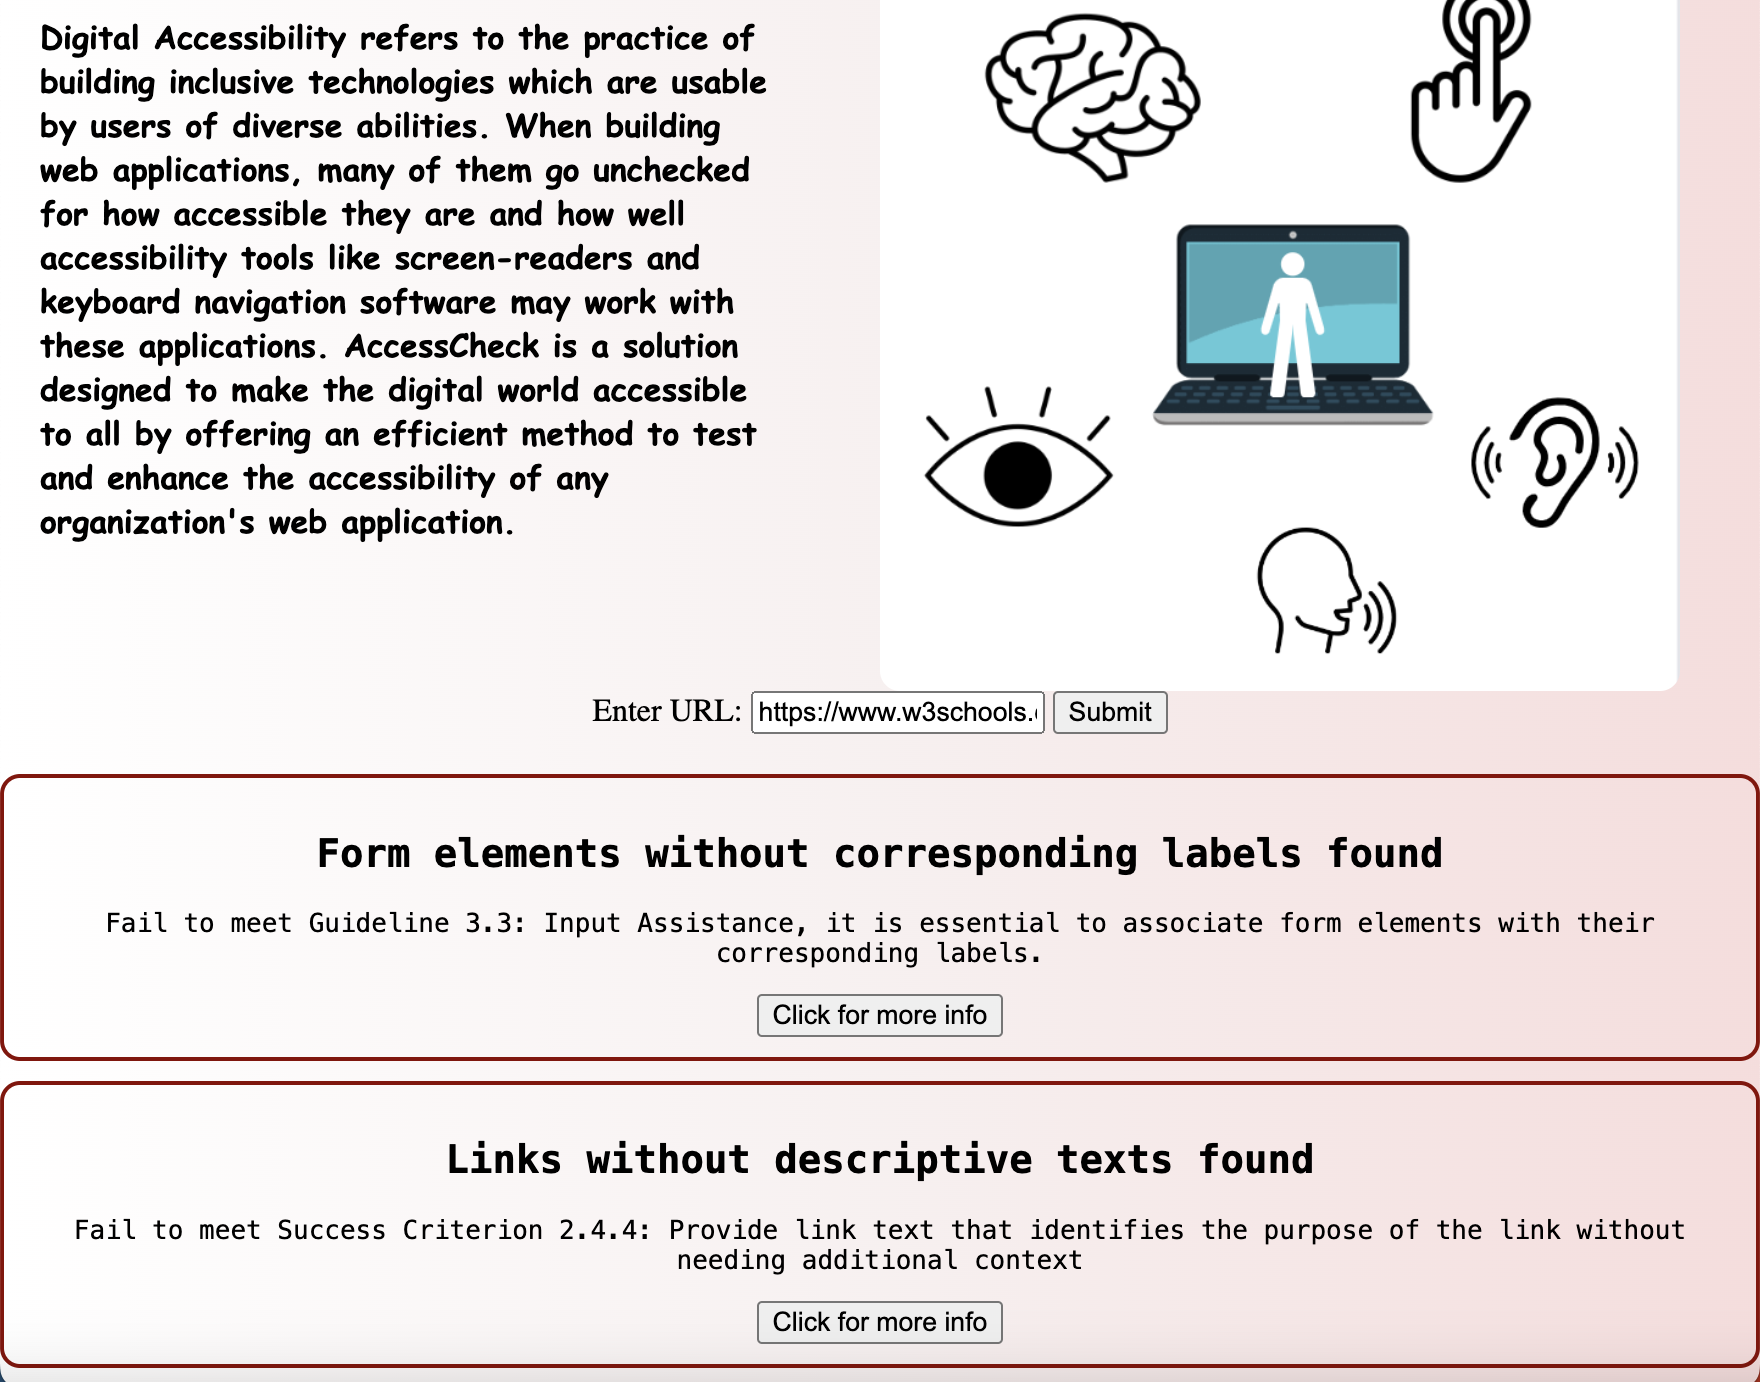 Digital Accessibility refers to the practice of
building inclusive technologies which are usable
by users of diverse abilities. When building
web applications, many of them go unchecked
for how accessible they are and how well
accessibility tools like screen-readers and
keyboard navigation software may work with
these applications. AccessCheck is a solution
designed to make the digital world accessible
to all by offering an efficient method to test
and enhance the accessibility of any
organization's web application.
Enter URL: https://www.w3schools. Submit
Form elements without corresponding labels found
Fail to meet Guideline 3.3: Input Assistance, it is essential to associate form elements with their
corresponding labels.
Click for more info
Links without descriptive texts found
Fail to meet Success Criterion 2.4.4: Provide link text that identifies the purpose of the link without
needing additional context
Click for more info